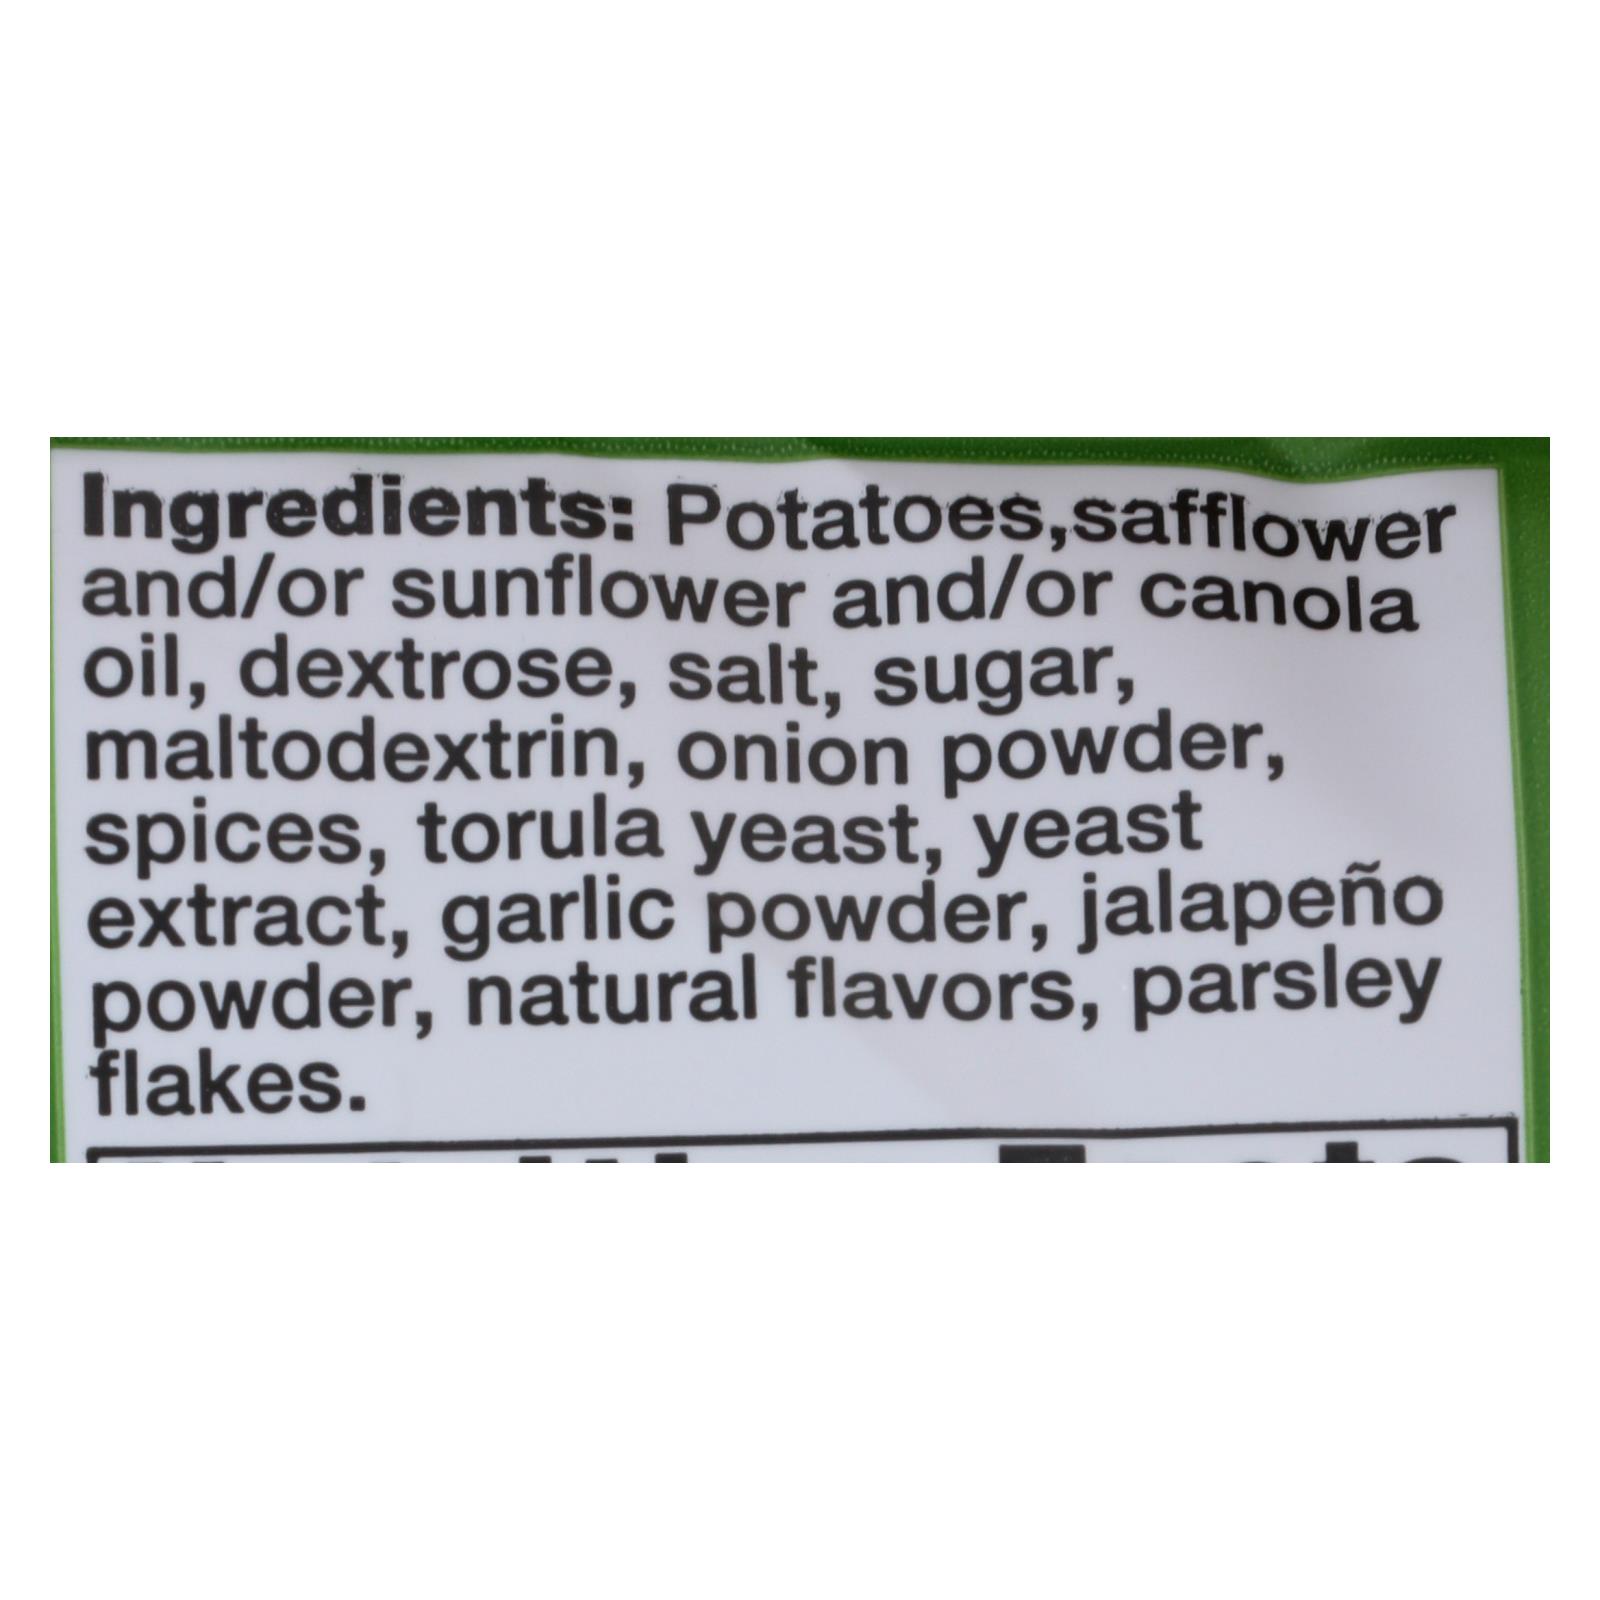 Ingredients: Potatoes,safflower
and/or sunflower and/or canola
oil, dextrose, salt, sugar,
maltodextrin, onion powder,
spices, torula yeast, yeast
extract, garlic powder, jalapeño
powder, natural flavors, parsley
flakes.